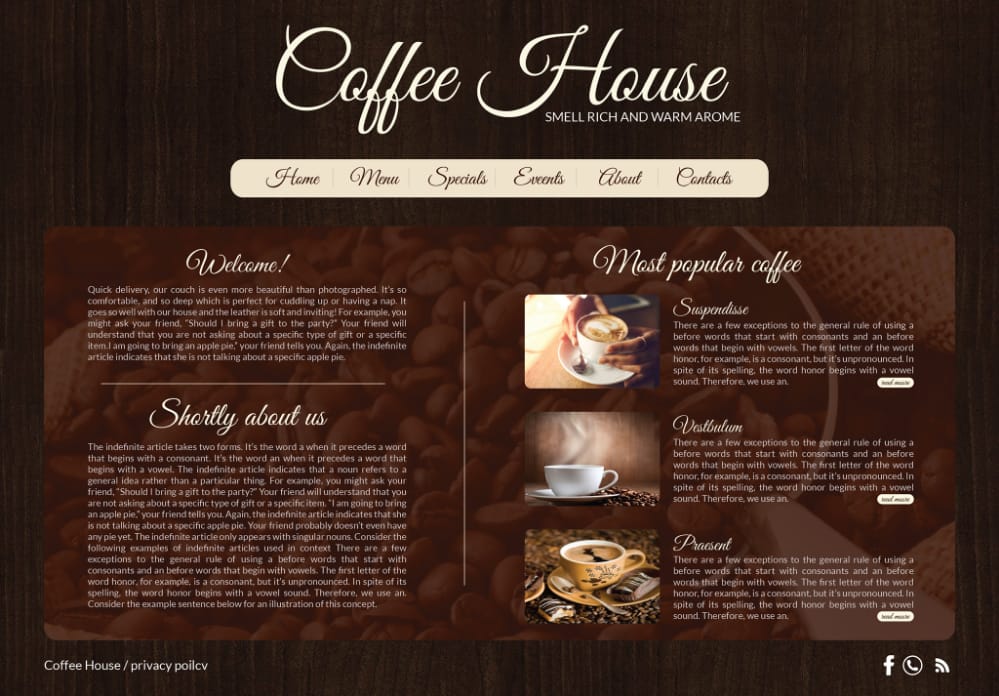 Coffee House
SMELL RICH AND WARM AROME
Home Menu Specials Eveents About Contacts
Welcome!
Quick delivery, our couch is even more beautiful than photographed. It's so
comfortable, and so deep which is perfect for cuddling up or having a nap. It
goes so well with our house and the leather is soft and inviting! For example, you
might ask your friend, "Should I bring a gift to the party?" Your friend will
understand that you are not asking about a specific type of gift or a specific
item.I am going to bring an apple pie," your friend tells you. Again, the indefinite
article indicates that she is not talking about a specific apple pie.
Shortly about us
The indefinite article takes two forms. It's the word a when it precedes a word
that begins with a consonant. It's the word an when it precedes a word that
begins with a vowel. The indefinite article indicates that a noun refers to a
general idea rather than a particular thing. For example, you might ask your
friend, "Should I bring a gift to the party?" Your friend will understand that you
are not asking about a specific type of gift or a specific item. "I am going to bring
an apple pie," your friend tells you. Again, the indefinite article indicates that she
is not talking about a specific apple pie. Your friend probably doesn't even have
any pie yet. The indefinite article only appears with singular nouns. Consider the
following examples of indefinite articles used in context There are a few
exceptions to the general rule of using a before words that start with
consonants and an before words that begin with vowels. The first letter of the
word honor, for example, is a consonant, but it's unpronounced. In spite of its
spelling, the word honor begins with a vowel sound. Therefore, we use an.
Consider the example sentence below for an illustration of this concept.
Most popular coffee
Suspendisse
There are a few exceptions to the general rule of using a
before words that start with consonants and an before
words that begin with vowels. The first letter of the word
honor, for example, is a consonant, but it's unpronounced. In
spite of its spelling, the word honor begins with a vowel
sound. Therefore, we use an.
read moore
Vestbulum
There are a few exceptions to the general rule of using a
before words that start with consonants and an before
words that begin with vowels. The first letter of the word
honor, for example, is a consonant, but it's unpronounced. In
spite of its spelling, the word honor begins with a vowel
sound. Therefore, we use an.
read moore
Praesent
There are a few exceptions to the general rule of using a
before words that start with consonants and an before
words that begin with vowels. The first letter of the word
honor, for example, is a consonant, but it's unpronounced. In
spite of its spelling, the word honor begins with a vowel
sound. Therefore, we use an.
read moore
Coffee House / privacy poilcv